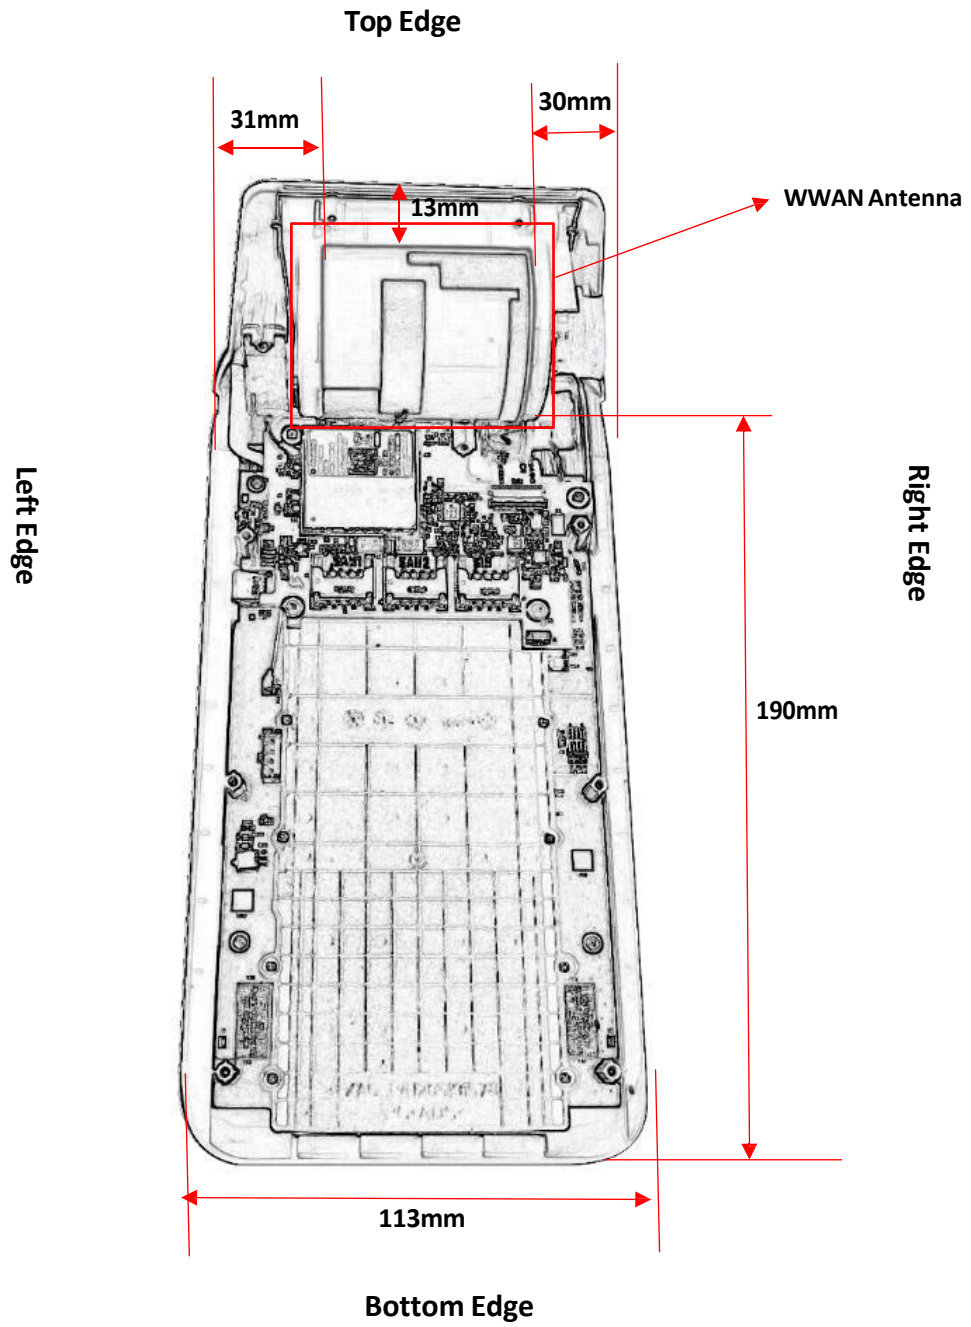 Top Edge
30mm
31mm
WWAN Antenna
13mm
Left Edge
Right Edge
190mm
113mm
Bottom Edge